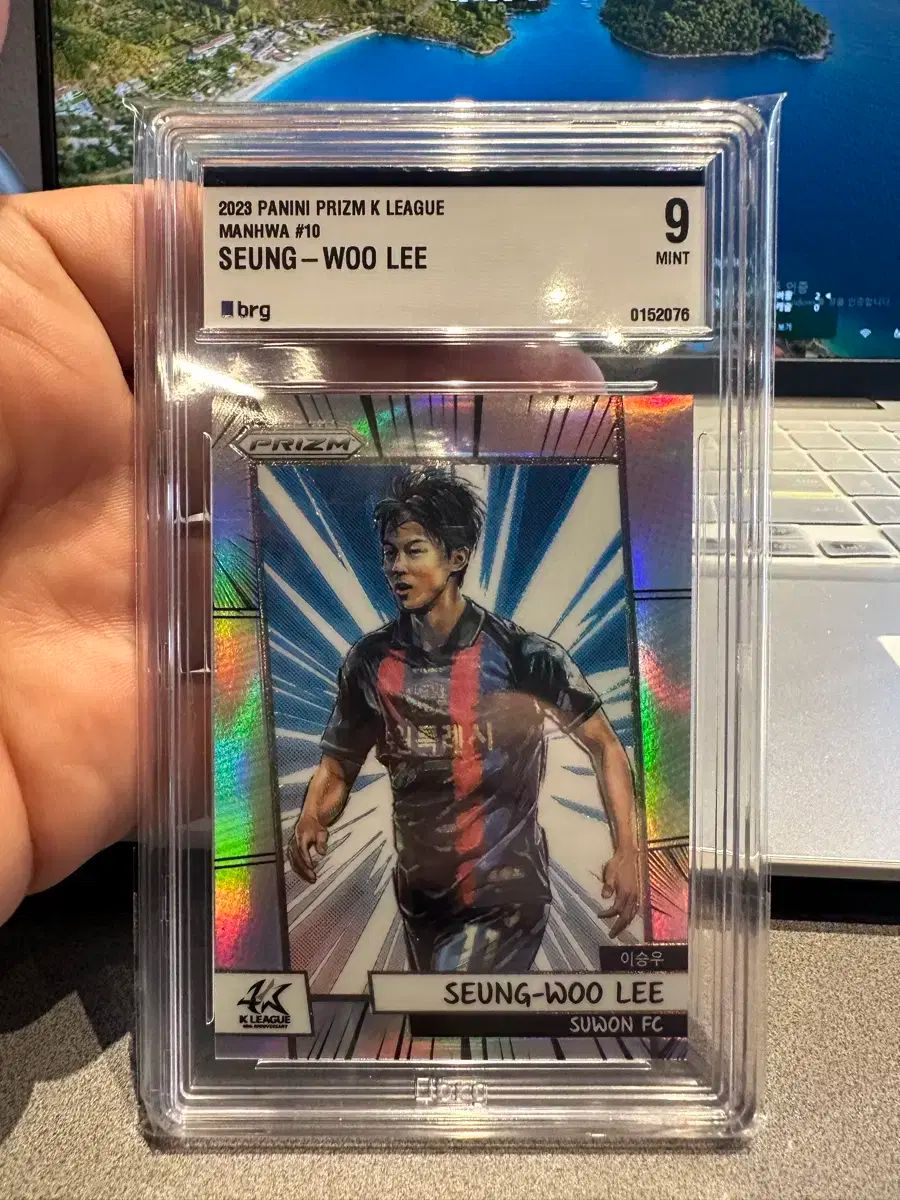 2023 PANINI PRIZM K LEAGUE
MANHWA #10
SEUNG-WOO LEE
9
MINT
brg
0152076
PRIZM
이승우
SEUNG-WOO LEE
SUWON FC
K LEAGUE
brg